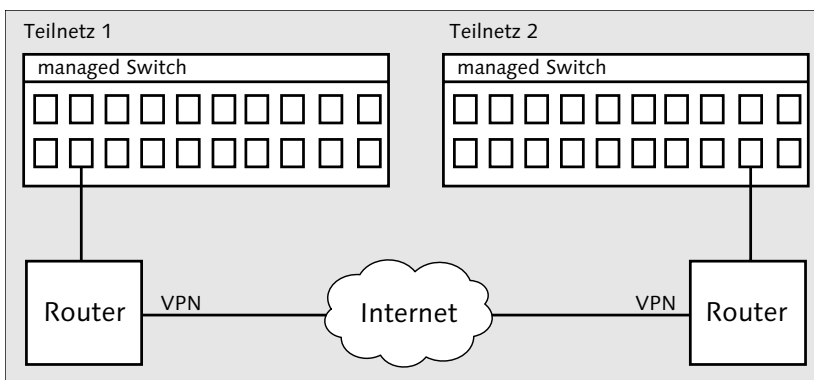 Teilnetz 1
Teilnetz 2
managed Switch
managed Switch
Router
VPN
Internet
VPN
Router